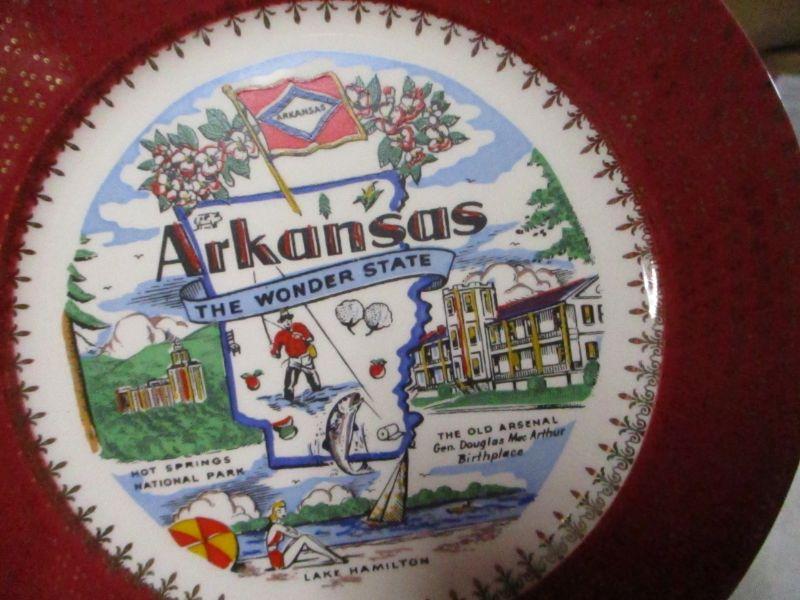 ARKANSAS
Arkansas
THE WONDER STATE
THE OLD ARSENAL
Gen. Douglas Mac Arthur
Birthplace
HOT SPRINGS
NATIONAL PARK
LAKE HAMILTON